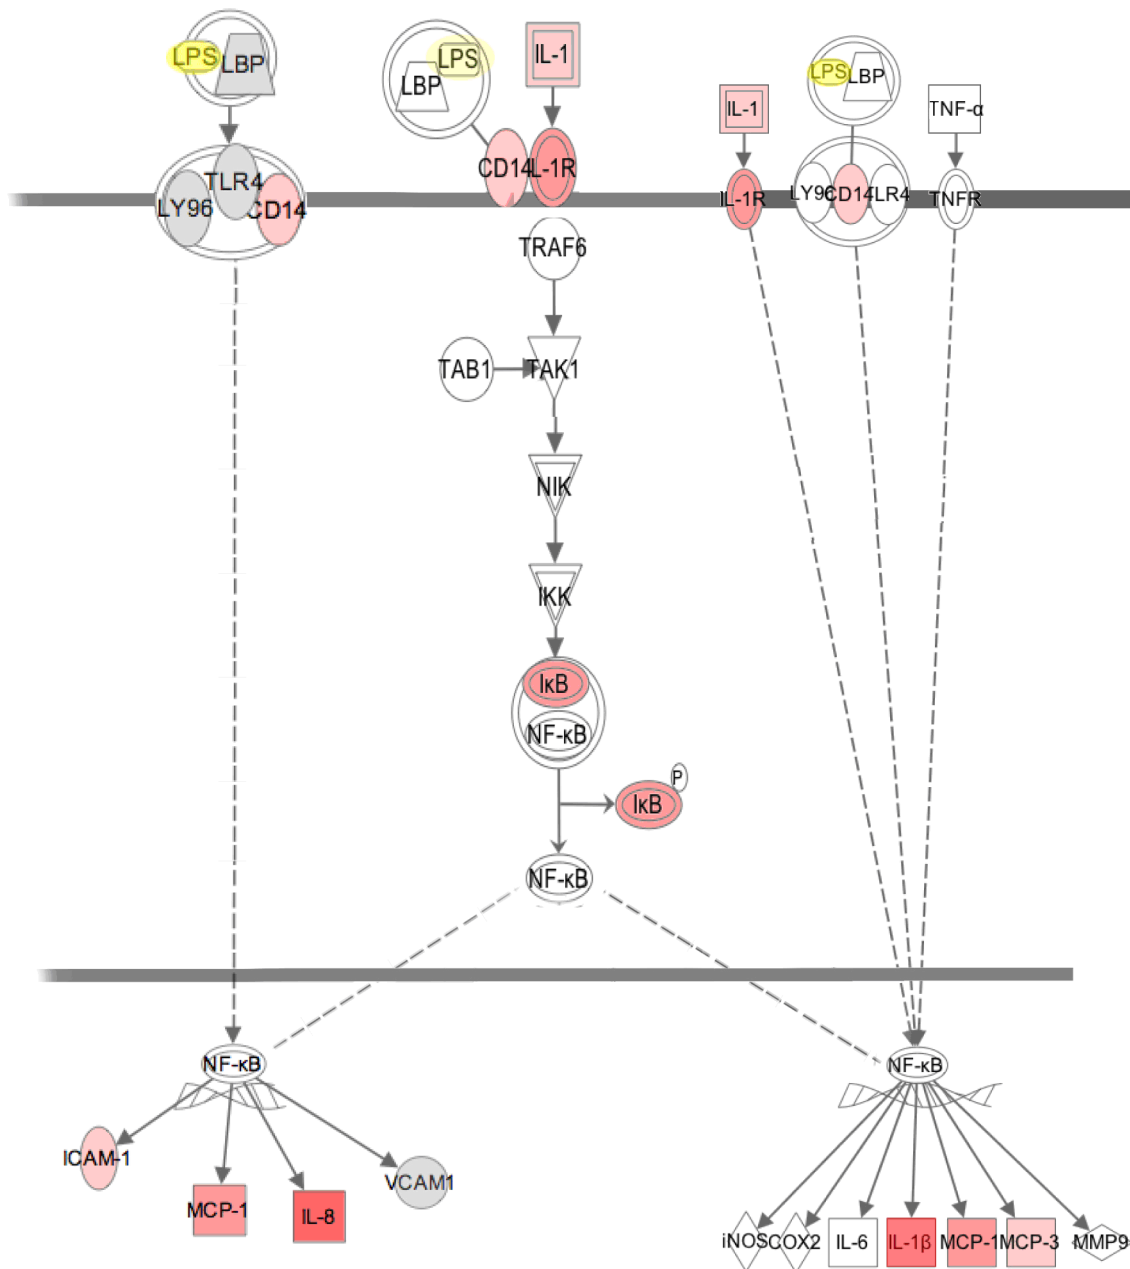 LPS
LBP
LPS
LBP
IL-1
LPS
LBP
IL-1
TNF-α
TLR4
LY96
CD14
CD14
IL-1R
LY96
CD14
TLR4
IL-1R
TNFR
TRAF6
TAB1
TAK1
NIK
IKK
IκB
NF-κB
P
IκB
NF-κB
NF-κB
NF-κB
ICAM-1
VCAM1
MCP-1
IL-8
iNOS
COX2
IL-6
IL-1β
MCP-1
MCP-3
MMP9